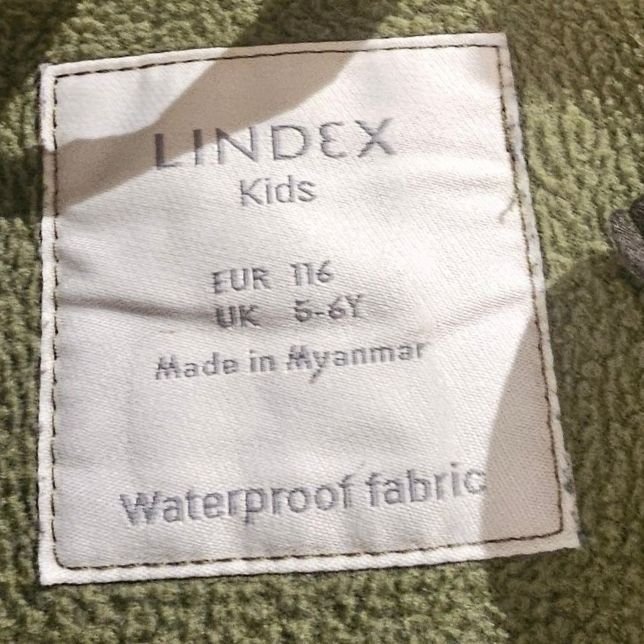 LINDEX
Kids
EUR 116
UK 5-6Y
Made in Myanmar
Waterproof fabric